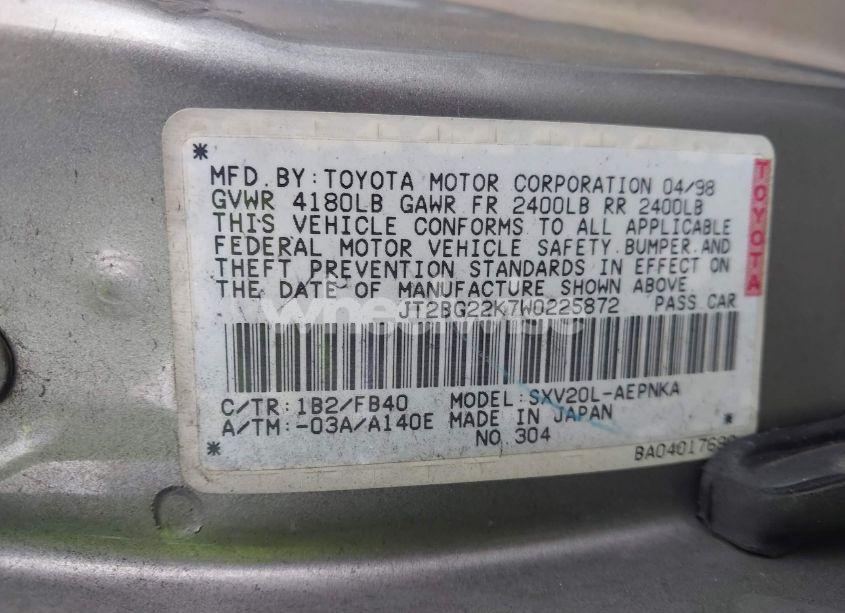 MFD. BY: TOYOTA MOTOR CORPORATION 04/98
GVWR 4180LB GAWR FR 2400LB RR 2400LB
THIS VEHICLE CONFORMS TO ALL APPLICABLE
FEDERAL MOTOR VEHICLE SAFETY. BUMPER. AND
THEFT PREVENTION STANDARDS IN EFFECT ON
THE DATE OF MANUFACTURE SHOWN ABOVE.
JT2BG22K7W0225872 PASS CAR
C/TR: 1B2/FB40 MODEL: SXV20L-AEPNKA
A/TM: -03A/A140E MADE IN JAPAN
NO. 304
TOYOTA